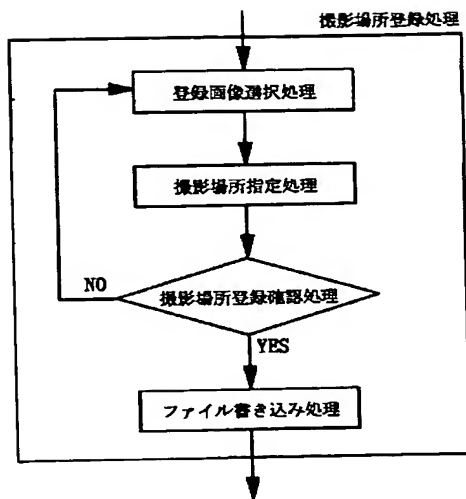 撮影場所登録処理
登録画像選択処理
撮影場所指定処理
NO
撮影場所登録確認処理
YES
ファイル書き込み処理